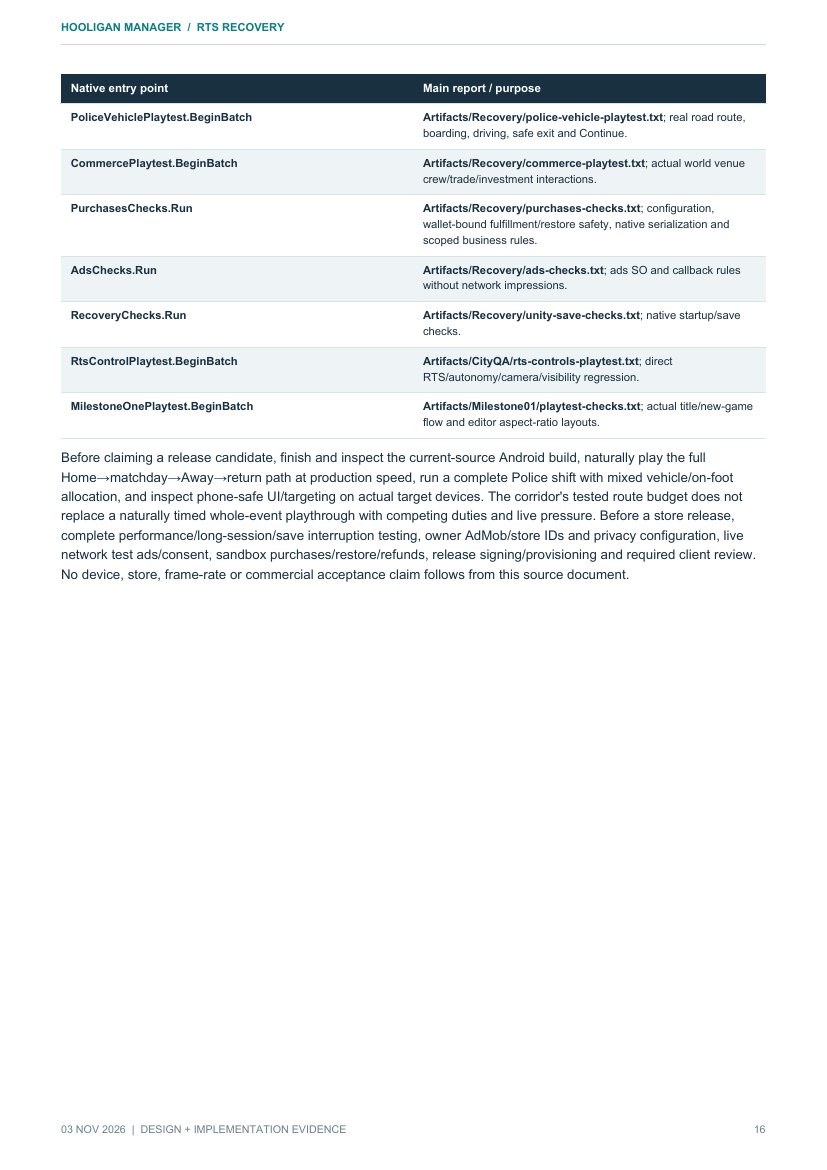 HOOLIGAN MANAGER / RTS RECOVERY
Native entry point
Main report / purpose
PoliceVehiclePlaytest.BeginBatch
Artifacts/Recovery/police-vehicle-playtest.txt; real road route,
boarding, driving, safe exit and Continue.
CommercePlaytest.BeginBatch
Artifacts/Recovery/commerce-playtest.txt; actual world venue
crew/trade/investment interactions.
PurchasesChecks.Run
Artifacts/Recovery/purchases-checks.txt; configuration,
wallet-bound fulfillment/restore safety, native serialization and
scoped business rules.
AdsChecks.Run
Artifacts/Recovery/ads-checks.txt; ads SO and callback rules
without network impressions.
RecoveryChecks.Run
Artifacts/Recovery/unity-save-checks.txt; native startup/save
checks.
RtsControlPlaytest.BeginBatch
Artifacts/CityQA/rts-controls-playtest.txt; direct
RTS/autonomy/camera/visibility regression.
MilestoneOnePlaytest.BeginBatch
Artifacts/Milestone01/playtest-checks.txt; actual title/new-game
flow and editor aspect-ratio layouts.
Before claiming a release candidate, finish and inspect the current-source Android build, naturally play the full
Home→matchday→Away→return path at production speed, run a complete Police shift with mixed vehicle/on-foot
allocation, and inspect phone-safe UI/targeting on actual target devices. The corridor's tested route budget does not
replace a naturally timed whole-event playthrough with competing duties and live pressure. Before a store release,
complete performance/long-session/save interruption testing, owner AdMob/store IDs and privacy configuration, live
network test ads/consent, sandbox purchases/restore/refunds, release signing/provisioning and required client review.
No device, store, frame-rate or commercial acceptance claim follows from this source document.
03 NOV 2026 | DESIGN + IMPLEMENTATION EVIDENCE
16